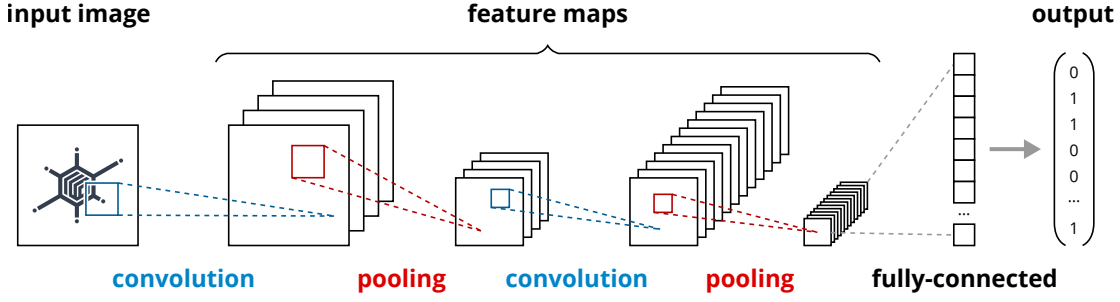 input image
feature maps
output
0
1
1
0
0
...
1
...
convolution
pooling
convolution
pooling
fully-connected